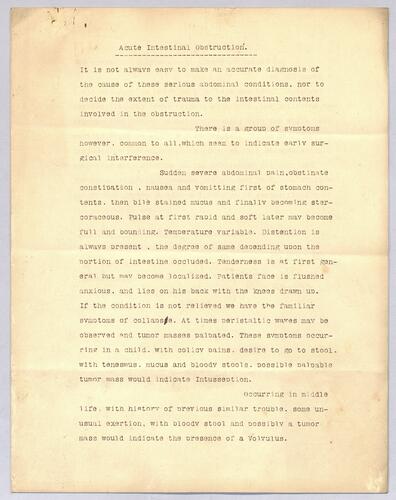 Acute Intestinal Obstruction.
It is not always easy to make an accurate diagnosis of
the cause of these serious abdominal conditions, nor to
decide the extent of trauma to the intestinal contents
involved in the obstruction.
There is a group of symptoms
however, common to all,which seem to indicate early sur-
gical interference.
Sudden severe abdominal pain,obstinate
constipation , nausea and vomitting first of stomach con-
tents, then bile stained mucus and finally becoming ster-
coraceous. Pulse at first rapid and soft later may become
full and bounding. Temperature variable. Distention is
always present , the degree of same depending upon the
portion of intestine occluded. Tenderness is at first gen-
eral but may become localized. Patients face is flushed
anxious, and lies on his back with the knees drawn up.
If the condition is not relieved we have the familiar
symptoms of collapse. At times peristaltic waves may be
observed and tumor masses palpated. These symptoms occur-
ring in a child, with colicy pains, desire to go to stool,
with tenesmus, mucus and bloody stools, possible palpable
tumor mass would indicate Intusseption.
Occurring in middle
life, with history of previous similar trouble, some un-
usual exertion, with bloody stool and possibly a tumor
mass would indicate the presence of a Volvulus.